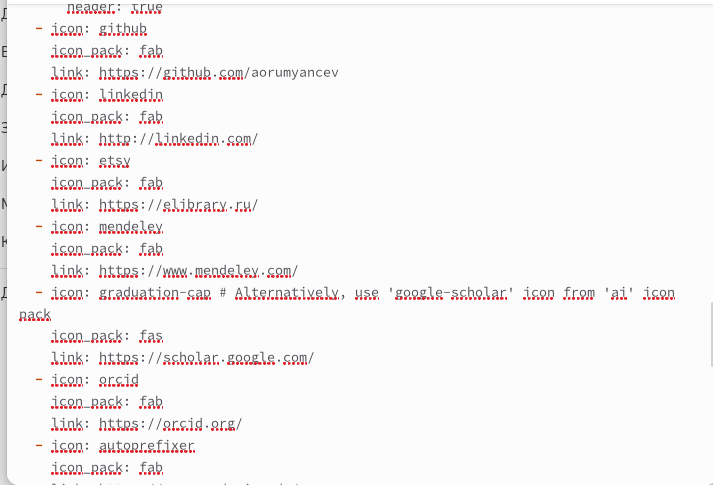 header: true
- icon: github
icon_pack: fab
link: https://github.com/aorumyancev
- icon: linkedin
icon_pack: fab
link: http://linkedin.com/
- icon: etsy
icon_pack: fab
link: https://elibrary.ru/
- icon: mendeley
icon_pack: fab
link: https://www.mendeley.com/
- icon: graduation-cap # Alternatively, use 'google-scholar' icon from 'ai' icon
pack
icon_pack: fas
link: https://scholar.google.com/
- icon: orcid
icon_pack: fab
link: https://orcid.org/
- icon: autoprefixer
icon_pack: fab